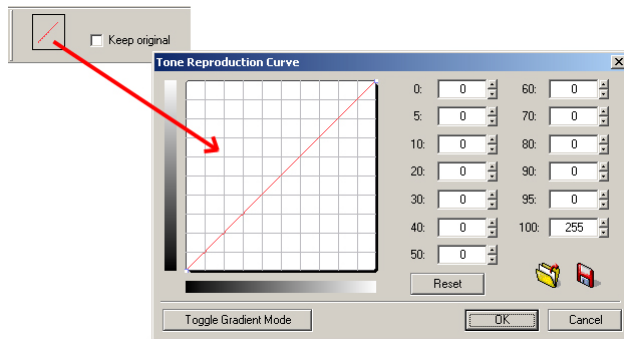 Keep original
Tone Reproduction Curve
0: 0 60: 0
5: 0 70: 0
10: 0 80: 0
20: 0 90: 0
30: 0 95: 0
40: 0 100: 255
50: 0
Reset
Toggle Gradient Mode OK Cancel